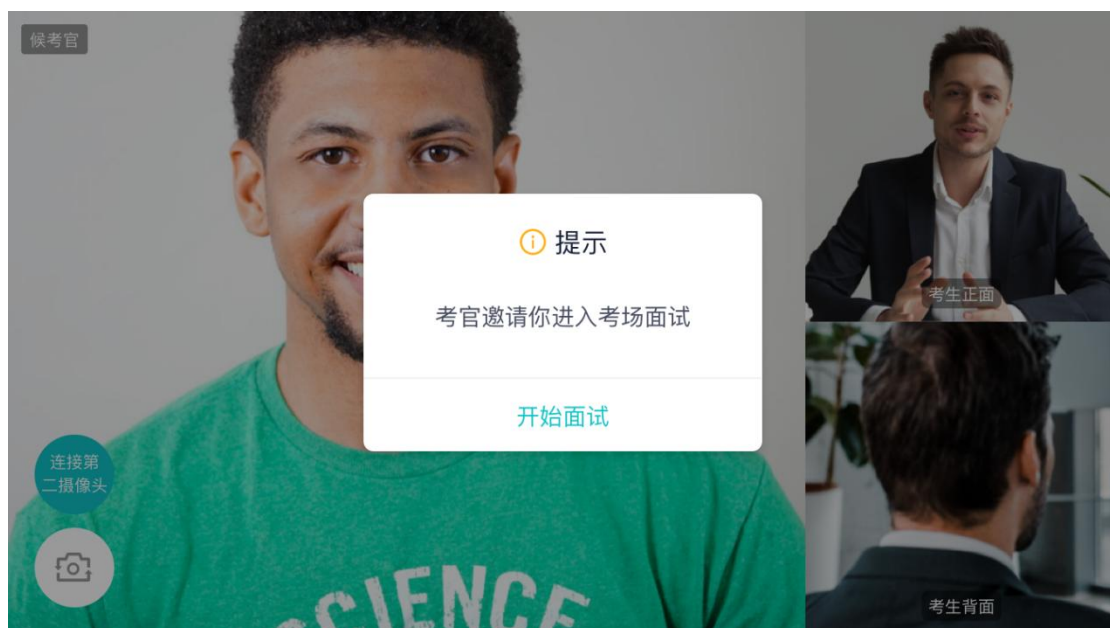 候考官
提示
考官邀请你进入考场面试
开始面试
考生正面
连接第
二摄像头
SCIENCE
考生背面